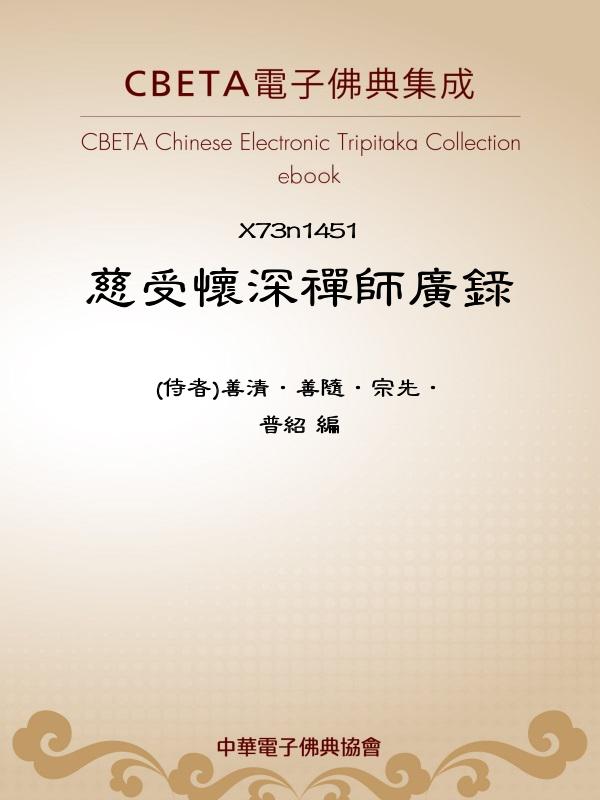 CBETA電子佛典集成
CBETA Chinese Electronic Tripitaka Collection
ebook
X73n1451
慈受懷深禪師廣錄
(侍者)善清．善隨．宗先．
普紹 編
中華電子佛典協會